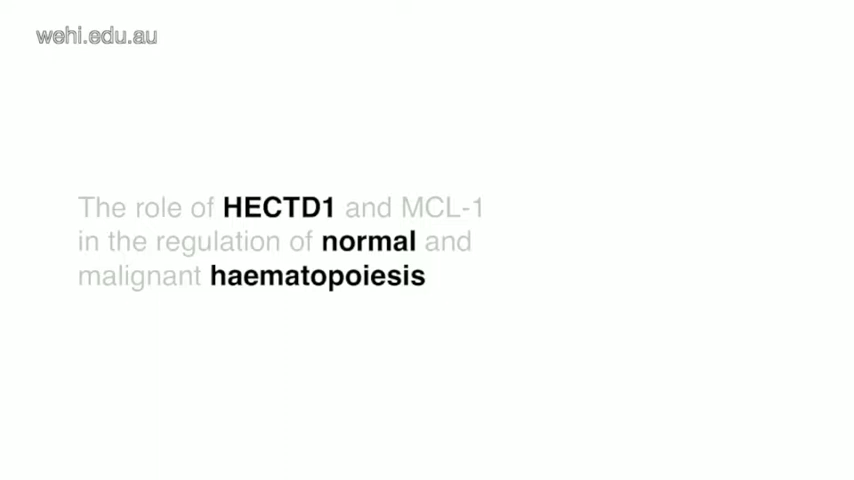 wehi.edu.au
The role of HECTD1 and MCL-1
in the regulation of normal and
malignant haematopoiesis